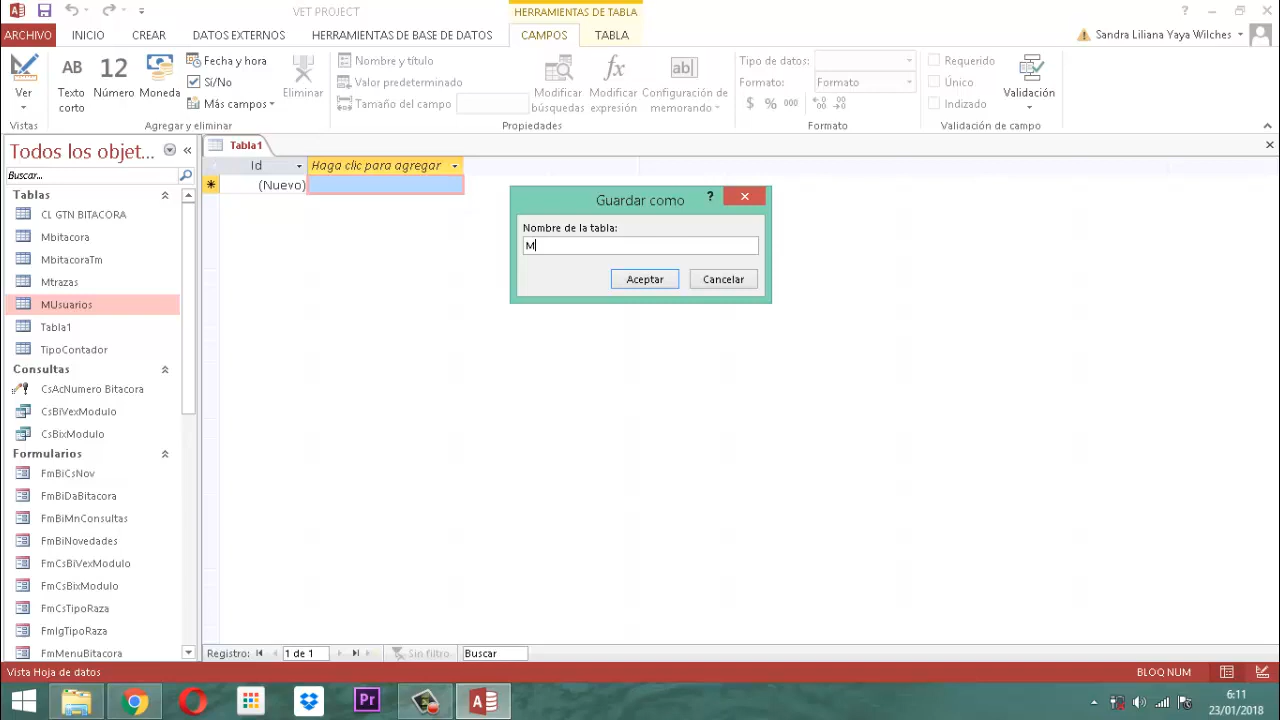 VET PROJECT
HERRAMIENTAS DE TABLA
?
ARCHIVO INICIO CREAR DATOS EXTERNOS HERRAMIENTAS DE BASE DE DATOS CAMPOS TABLA
Sandra Liliana Yaya Wilches
Ver
Vistas
AB Texto corto
12 Número
Moneda
Fecha y hora
Sí/No
Más campos
Eliminar
Agregar y eliminar
Nombre y título
Valor predeterminado
Tamaño del campo
Modificar búsquedas
fx Modificar expresión
ab| Configuración de memorando
Propiedades
Tipo de datos:
Formato: Formato
$ % 000 ←0 .00 .00 →0
Formato
Requerido
Único
Indizado
Validación
Validación de campo
Todos los objet... «
Buscar...
Tablas
CL GTN BITACORA
Mbitacora
MbitacoraTm
Mtrazas
MUsuarios
Tabla1
TipoContador
Consultas
CsAcNumero Bitacora
CsBiVexModulo
CsBixModulo
Formularios
FmBiCsNov
FmBiDaBitacora
FmBiMnConsultas
FmBiNovedades
FmCsBiVexModulo
FmCsBixModulo
FmCsTipoRaza
FmIgTipoRaza
FmMenuBitacora
Tabla1
Id Haga clic para agregar
(Nuevo)
Guardar como ?
Nombre de la tabla:
M
Aceptar Cancelar
Registro: 1 de 1 Sin filtro Buscar
Vista Hoja de datos BLOQ NUM
Pr
6:11
23/01/2018